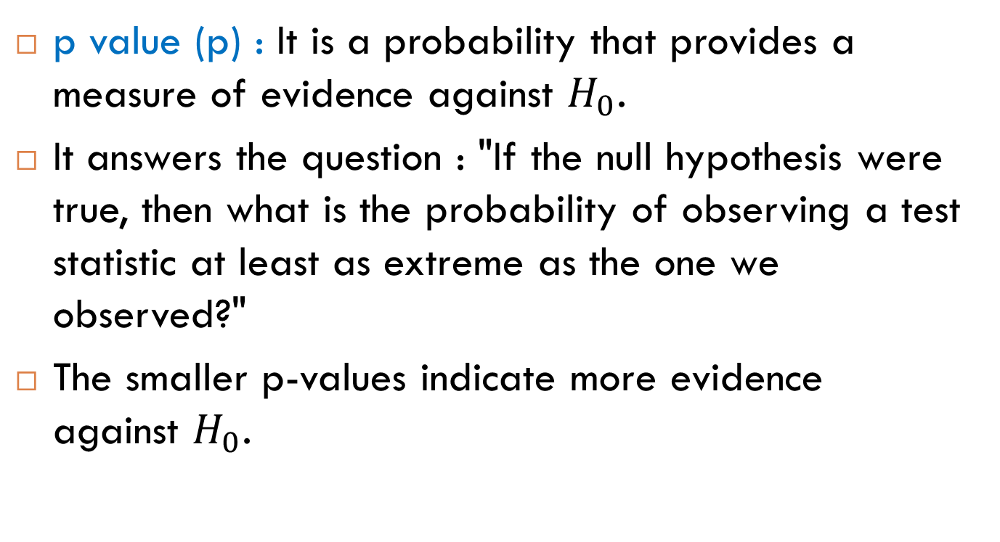 □ p value (p) : It is a probability that provides a
measure of evidence against H₀.
□ It answers the question : "If the null hypothesis were
true, then what is the probability of observing a test
statistic at least as extreme as the one we
observed?"
□ The smaller p-values indicate more evidence
against H₀.